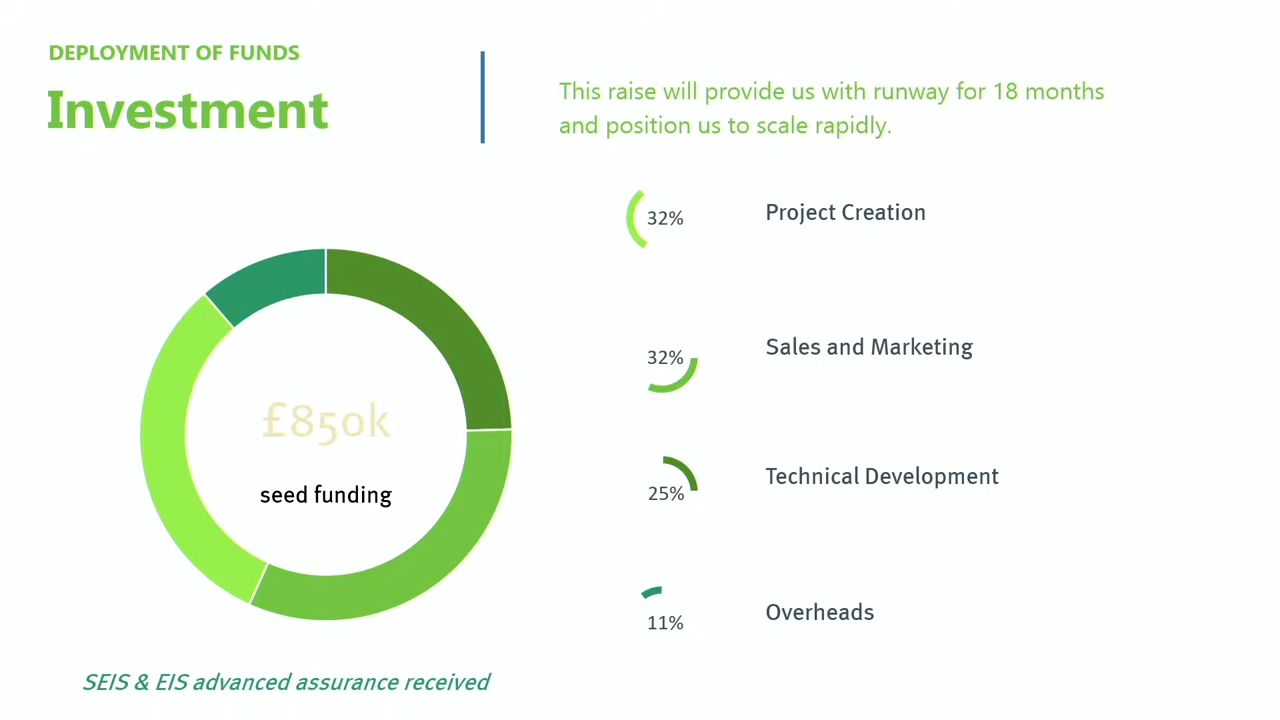 DEPLOYMENT OF FUNDS
Investment
This raise will provide us with runway for 18 months
and position us to scale rapidly.
32%
Project Creation
32%
Sales and Marketing
25%
Technical Development
11%
Overheads
£850k
seed funding
SEIS & EIS advanced assurance received